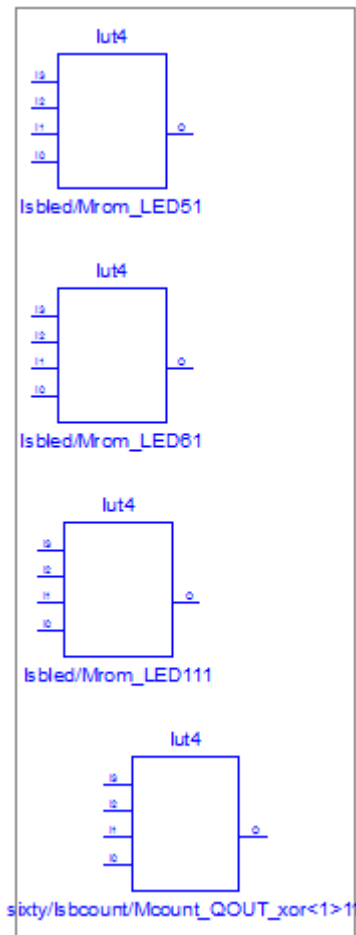 lut4
I3
I2
I1
I0
O
lsbled/Mrom_LED51
lut4
I3
I2
I1
I0
O
lsbled/Mrom_LED61
lut4
I3
I2
I1
I0
O
lsbled/Mrom_LED111
lut4
I3
I2
I1
I0
O
sixty/lsbcount/Mcount_QOUT_xor<1>11